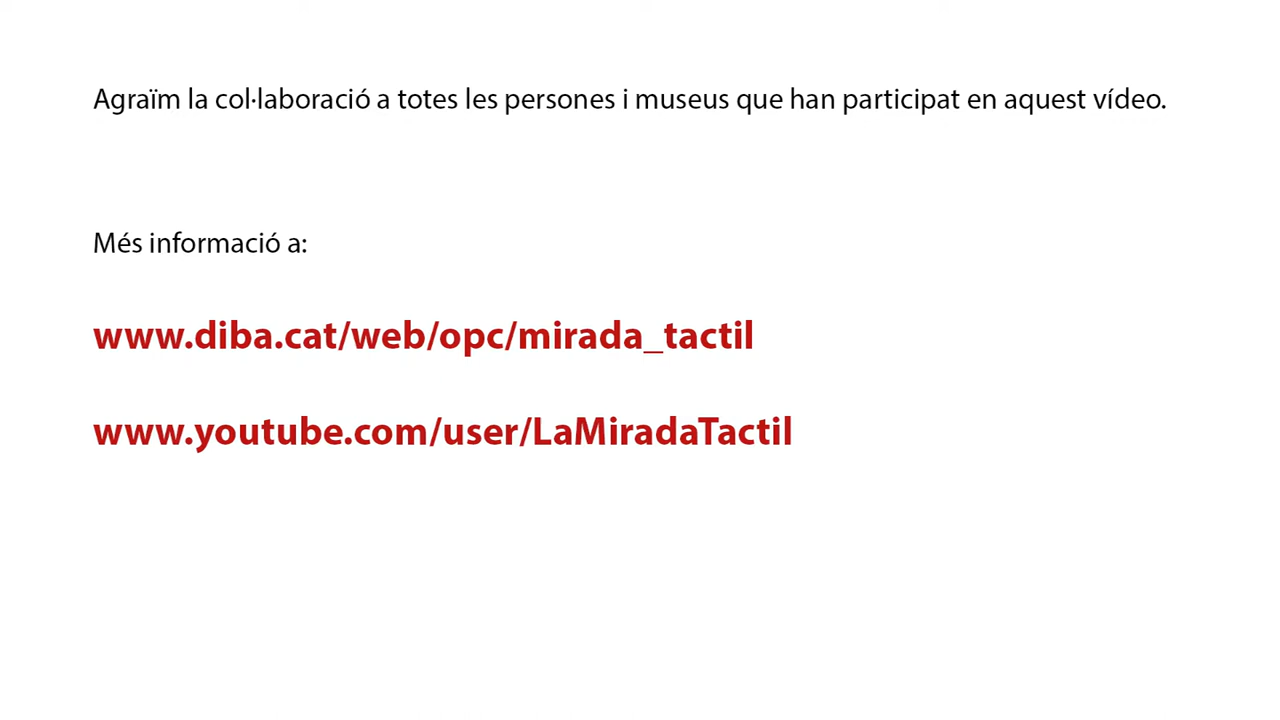 Agraïm la col·laboració a totes les persones i museus que han participat en aquest vídeo.
Més informació a:
www.diba.cat/web/opc/mirada_tactil
www.youtube.com/user/LaMiradaTactil